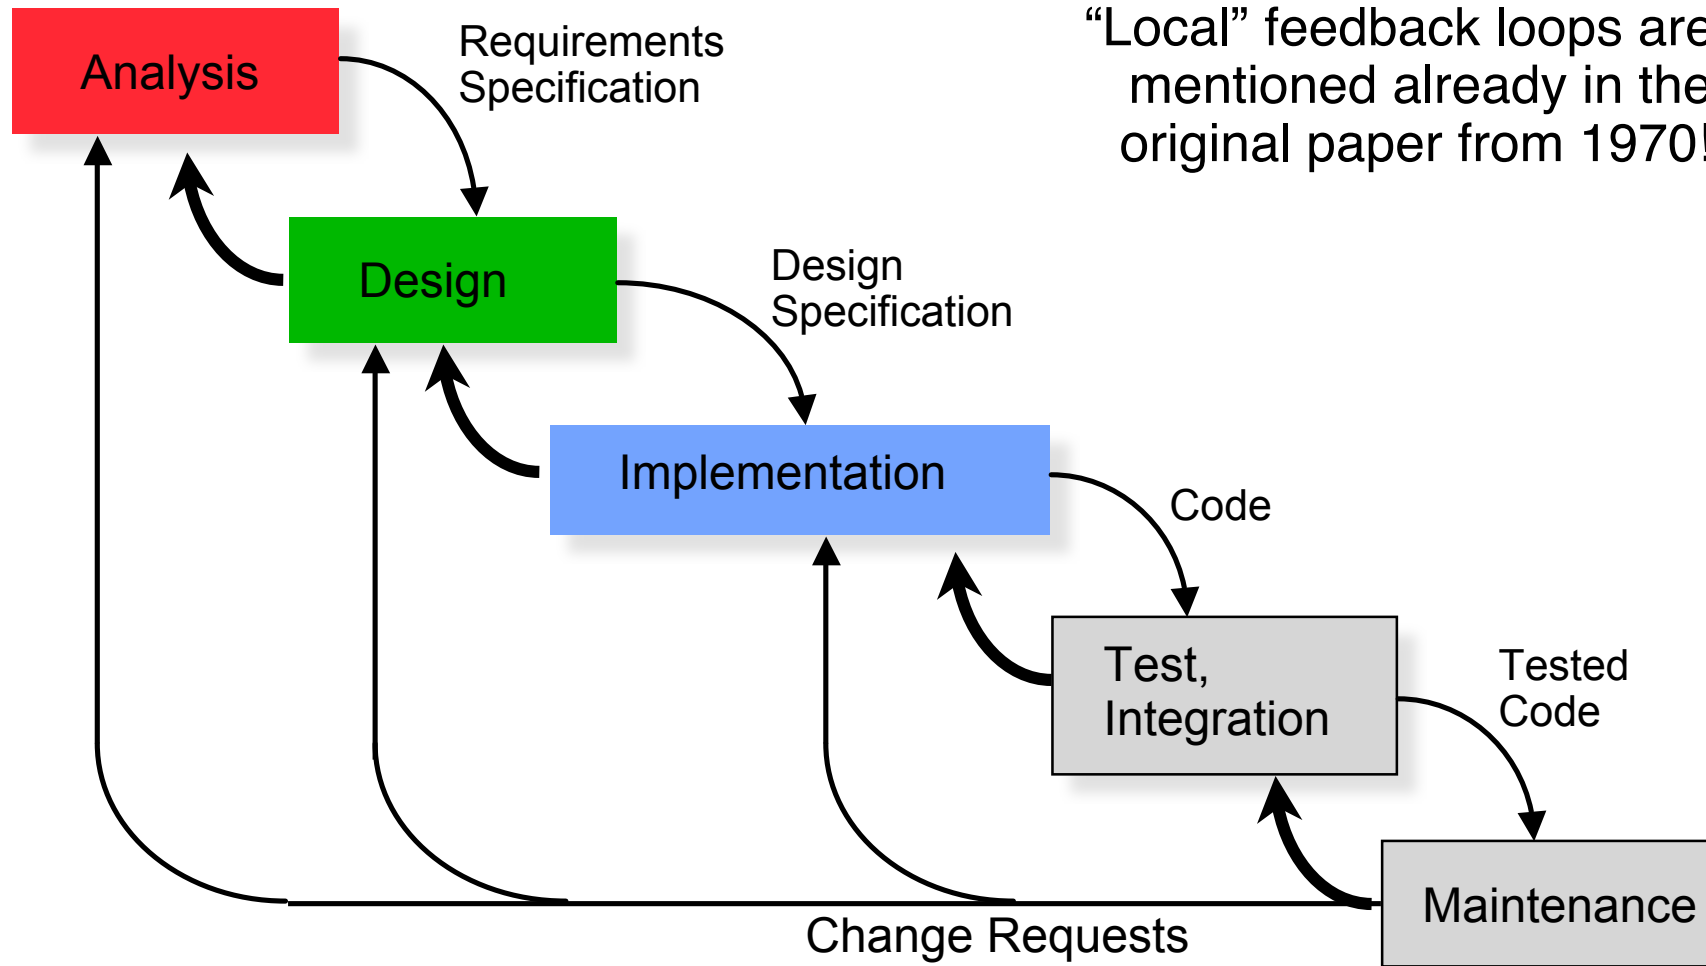 “Local” feedback loops are
mentioned already in the
original paper from 1970!
Analysis
Requirements
Specification
Design
Design
Specification
Implementation
Code
Test,
Integration
Tested
Code
Maintenance
Change Requests